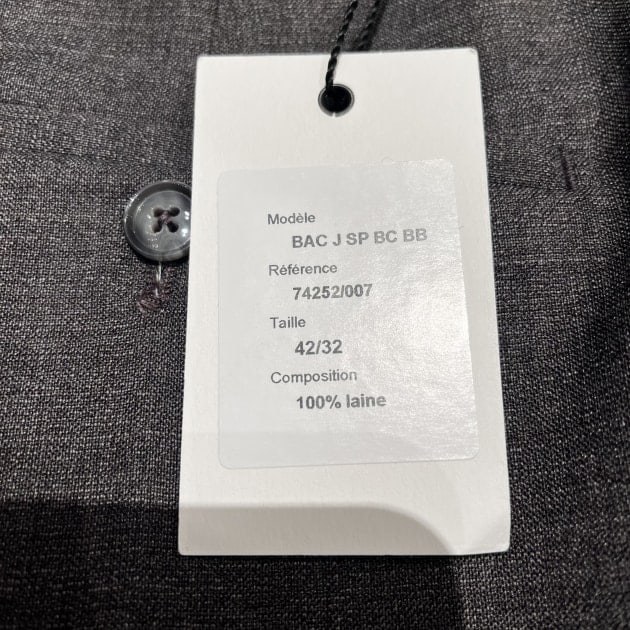 Modèle
BAC J SP BC BB
Référence
74252/007
Taille
42/32
Composition
100% laine